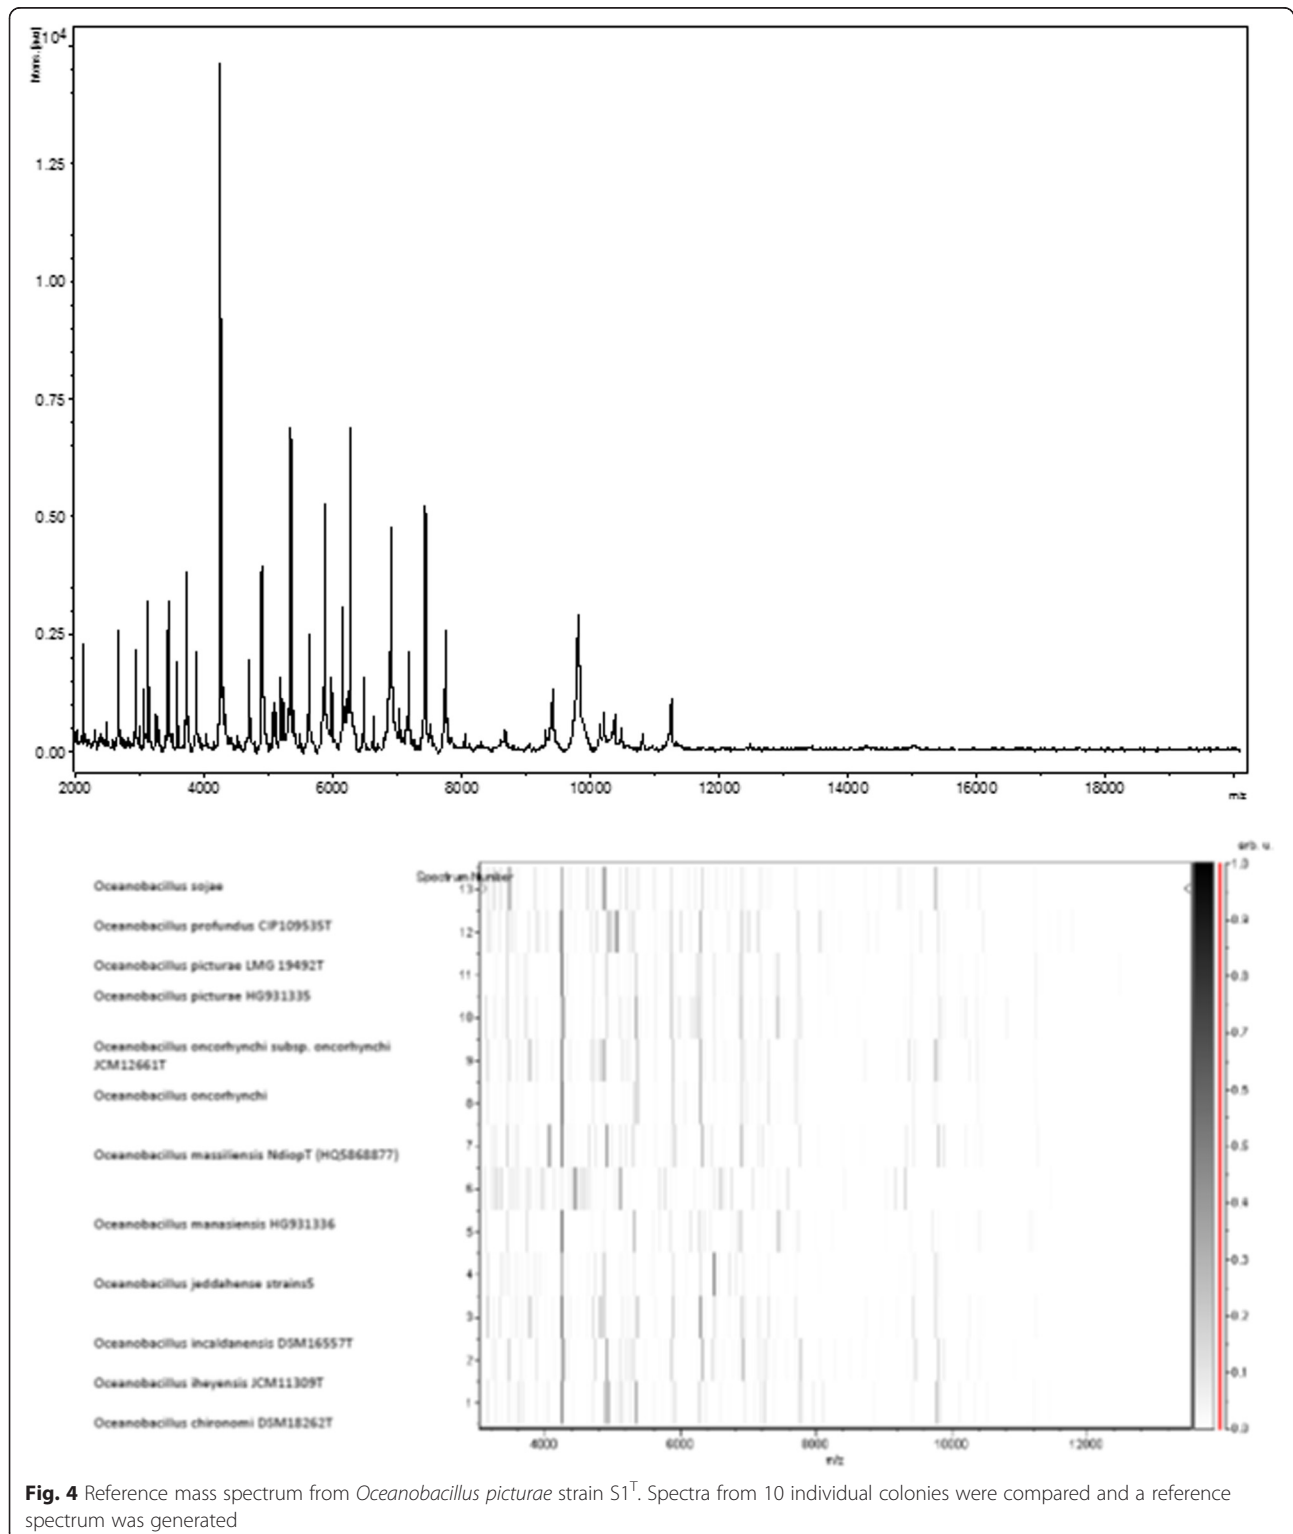 Intens. [au]
10⁴
1.25
1.00
0.75
0.50
0.25
0.00
2000 4000 6000 8000 10000 12000 14000 16000 18000
m/z
arb. u.
Spectrum Number
Oceanobacillus sojae
Oceanobacillus profundus CIP109535T
Oceanobacillus picturae LMG 19492T
Oceanobacillus picturae HG931335
Oceanobacillus oncorhynchi subsp. oncorhynchi
JCM12661T
Oceanobacillus oncorhynchi
Oceanobacillus massiliensis NdiopT (HQ5868877)
Oceanobacillus manasiensis HG931336
Oceanobacillus jeddahense strainsS
Oceanobacillus incaldanensis DSM16557T
Oceanobacillus iheyensis JCM11309T
Oceanobacillus chironomi DSM18262T
13
12
11
10
9
8
7
6
5
4
3
2
1
1.0
0.9
0.8
0.7
0.6
0.5
0.4
0.3
0.2
0.1
0.0
4000 6000 8000 10000 12000
m/z
Fig. 4 Reference mass spectrum from Oceanobacillus picturae strain S1ᵀ. Spectra from 10 individual colonies were compared and a reference
spectrum was generated